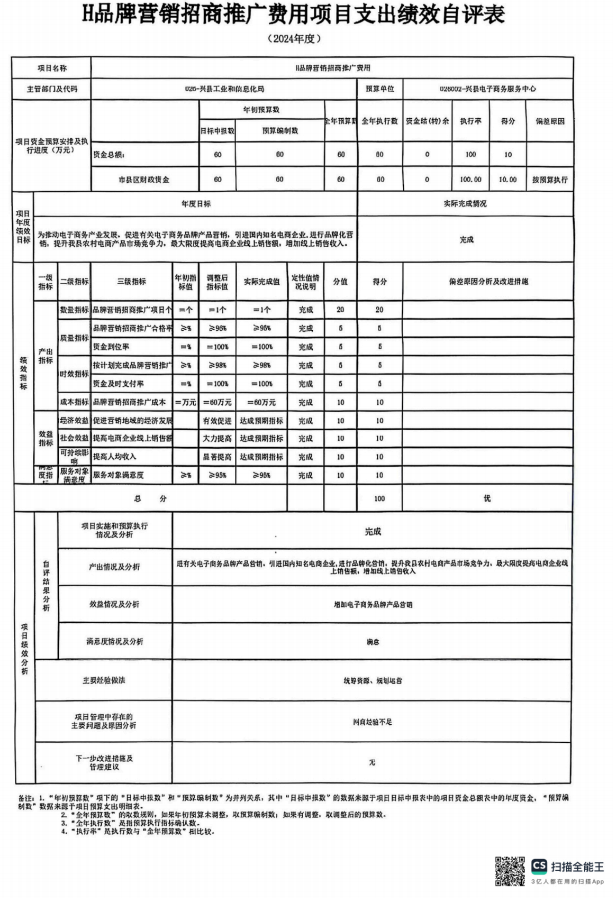 H品牌营销招商推广费用项目支出绩效自评表
（2024年度）
项目名称 H品牌营销招商推广费用
主管部门及代码 020-兴县工业和信息化局 预算单位 026002-兴县电子商务服务中心
项目资金预算安排及执行进度（万元） 年初预算数 全年预算数 全年执行数 资金结(转)余 执行率 得分 偏差原因
目标申报数 预算编制数
资金总额: 60 60 60 60 0 100 10
市县区财政资金 60 60 60 60 0 100.00 10.00 按预算执行
项目年度绩效目标 年度目标 实际完成情况
为推动电子商务产业发展，促进有关电子商务品牌产品营销，引进国内知名电商企业,进行品牌化营
销，提升我县农村电商产品市场竞争力，最大限度提高电商企业线上销售额，增加线上销售收入。
完成
绩效指标 一级指标 二级指标 三级指标 年初指标值 调整后指标值 实际完成值 定性值情况说明 分值 得分 偏差原因分析及改进措施
产出指标 数量指标 品牌营销招商推广项目个 =个 =1个 =1个 完成 20 20
质量指标 品牌营销招商推广合格率 ≥% ≥98% ≥98% 完成 5 5
资金到位率 =% =100% =100% 完成 5 5
时效指标 按计划完成品牌营销推广 ≥% ≥98% ≥98% 完成 5 5
资金及时支付率 =% =100% =100% 完成 5 5
成本指标 品牌营销招商推广成本 =万元 =60万元 =60万元 完成 10 10
效益指标 经济效益 促进营销地域的经济发展 有效促进 达成预期指标 完成 10 10
社会效益 提高电商企业线上销售额 大力提高 达成预期指标 完成 10 10
可持续影响 提高人均收入 显著提高 达成预期指标 完成 10 10
满意度指标 服务对象满意度 服务对象满意度 ≥% ≥95% ≥95% 完成 10 10
总 分 100 优
项目绩效分析 自评结果分析 项目实施和预算执行情况及分析 完成
产出情况及分析 进有关电子商务品牌产品营销，引进国内知名电商企业,进行品牌化营销，提升我县农村电商产品市场竞争力，最大限度提高电商企业线
上销售额，增加线上销售收入
效益情况及分析 增加电子商务品牌产品营销
满意度情况及分析 满意
主要经验做法 统筹资源、规划运营
项目管理中存在的主要问题及原因分析 网商经验不足
下一步改进措施及管理建议 无
备注：1.“年初预算数”项下的“目标申报数”和“预算编制数”为并列关系，其中“目标申报数”的数据来源于项目目标申报表中的项目资金总额表中的年度资金，“预算编
制数”数据来源于项目预算支出明细表。
2.“全年预算数”的取数规则，如果年初预算未调整，取预算编制数；如果有调整，取调整后的预算数。
3.“全年执行数”是指预算执行指标确认数。
4.“执行率”是执行数与“全年预算数”相比较。
CS 扫描全能王
3亿人都在用的扫描App